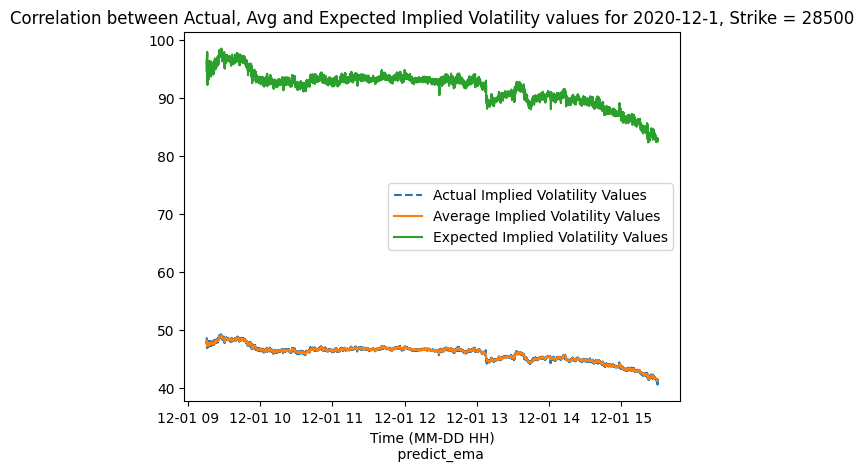 Correlation between Actual, Avg and Expected Implied Volatility values for 2020-12-1, Strike = 28500
100
90
80
70
60
50
40
Actual Implied Volatility Values
Average Implied Volatility Values
Expected Implied Volatility Values
12-01 09 12-01 10 12-01 11 12-01 12 12-01 13 12-01 14 12-01 15
Time (MM-DD HH)
predict_ema